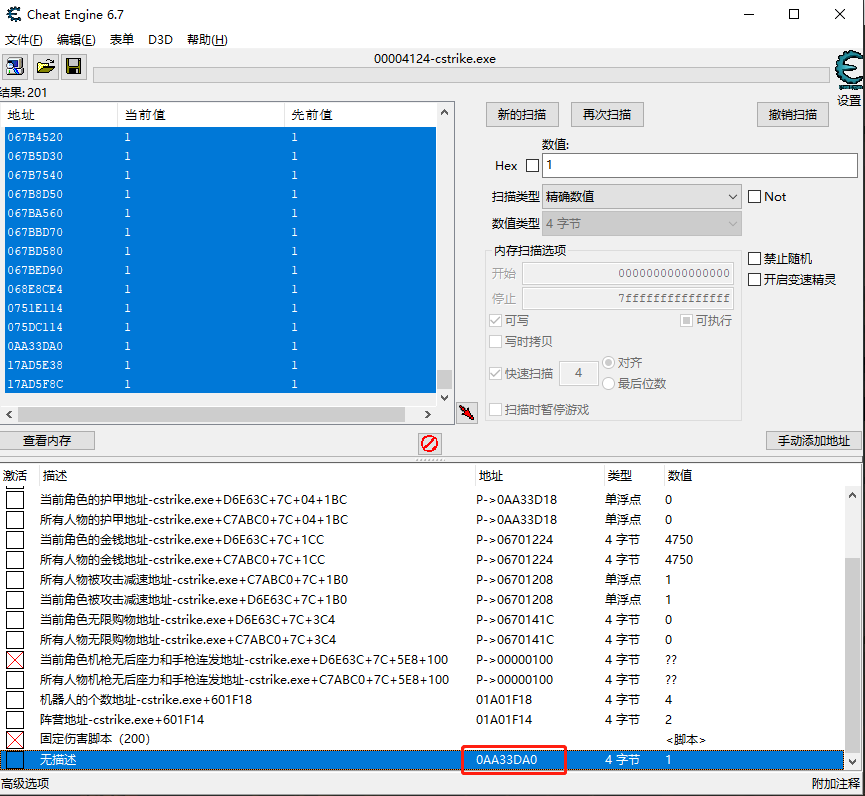 Cheat Engine 6.7
文件(F) 编辑(E) 表单 D3D 帮助(H)
00004124-cstrike.exe
设置
结果: 201
地址 当前值 先前值
067B4520 1 1
067B5D30 1 1
067B7540 1 1
067B8D50 1 1
067BA560 1 1
067BBD70 1 1
067BD580 1 1
067BED90 1 1
068E8CE4 1 1
0751E114 1 1
075DC114 1 1
0AA33DA0 1 1
17AD5E38 1 1
17AD5F8C 1 1
新的扫描 再次扫描 撤销扫描
数值:
Hex 1
扫描类型 精确数值 Not
数值类型 4 字节
内存扫描选项
开始 0000000000000000
停止 7fffffffffffffff
可写 可执行
写时拷贝
快速扫描 4 对齐
最后位数
扫描时暂停游戏
禁止随机
开启变速精灵
查看内存 手动添加地址
激活 描述 地址 类型 数值
当前角色的护甲地址-cstrike.exe+D6E63C+7C+04+1BC P->0AA33D18 单浮点 0
所有人物的护甲地址-cstrike.exe+C7ABC0+7C+04+1BC P->0AA33D18 单浮点 0
当前角色的金钱地址-cstrike.exe+D6E63C+7C+1CC P->06701224 4 字节 4750
所有人物的金钱地址-cstrike.exe+C7ABC0+7C+1CC P->06701224 4 字节 4750
所有人物被攻击减速地址-cstrike.exe+C7ABC0+7C+1B0 P->06701208 单浮点 1
当前角色被攻击减速地址-cstrike.exe+D6E63C+7C+1B0 P->06701208 单浮点 1
当前角色无限购物地址-cstrike.exe+D6E63C+7C+3C4 P->0670141C 4 字节 0
所有人物无限购物地址-cstrike.exe+C7ABC0+7C+3C4 P->0670141C 4 字节 0
当前角色机枪无后座力和手枪连发地址-cstrike.exe+D6E63C+7C+5E8+100 P->00000100 4 字节 ??
所有人物机枪无后座力和手枪连发地址-cstrike.exe+C7ABC0+7C+5E8+100 P->00000100 4 字节 ??
机器人的个数地址-cstrike.exe+601F18 01A01F18 4 字节 4
阵营地址-cstrike.exe+601F14 01A01F14 4 字节 2
固定伤害脚本（200） <脚本>
无描述 0AA33DA0 4 字节 1
高级选项 附加注释